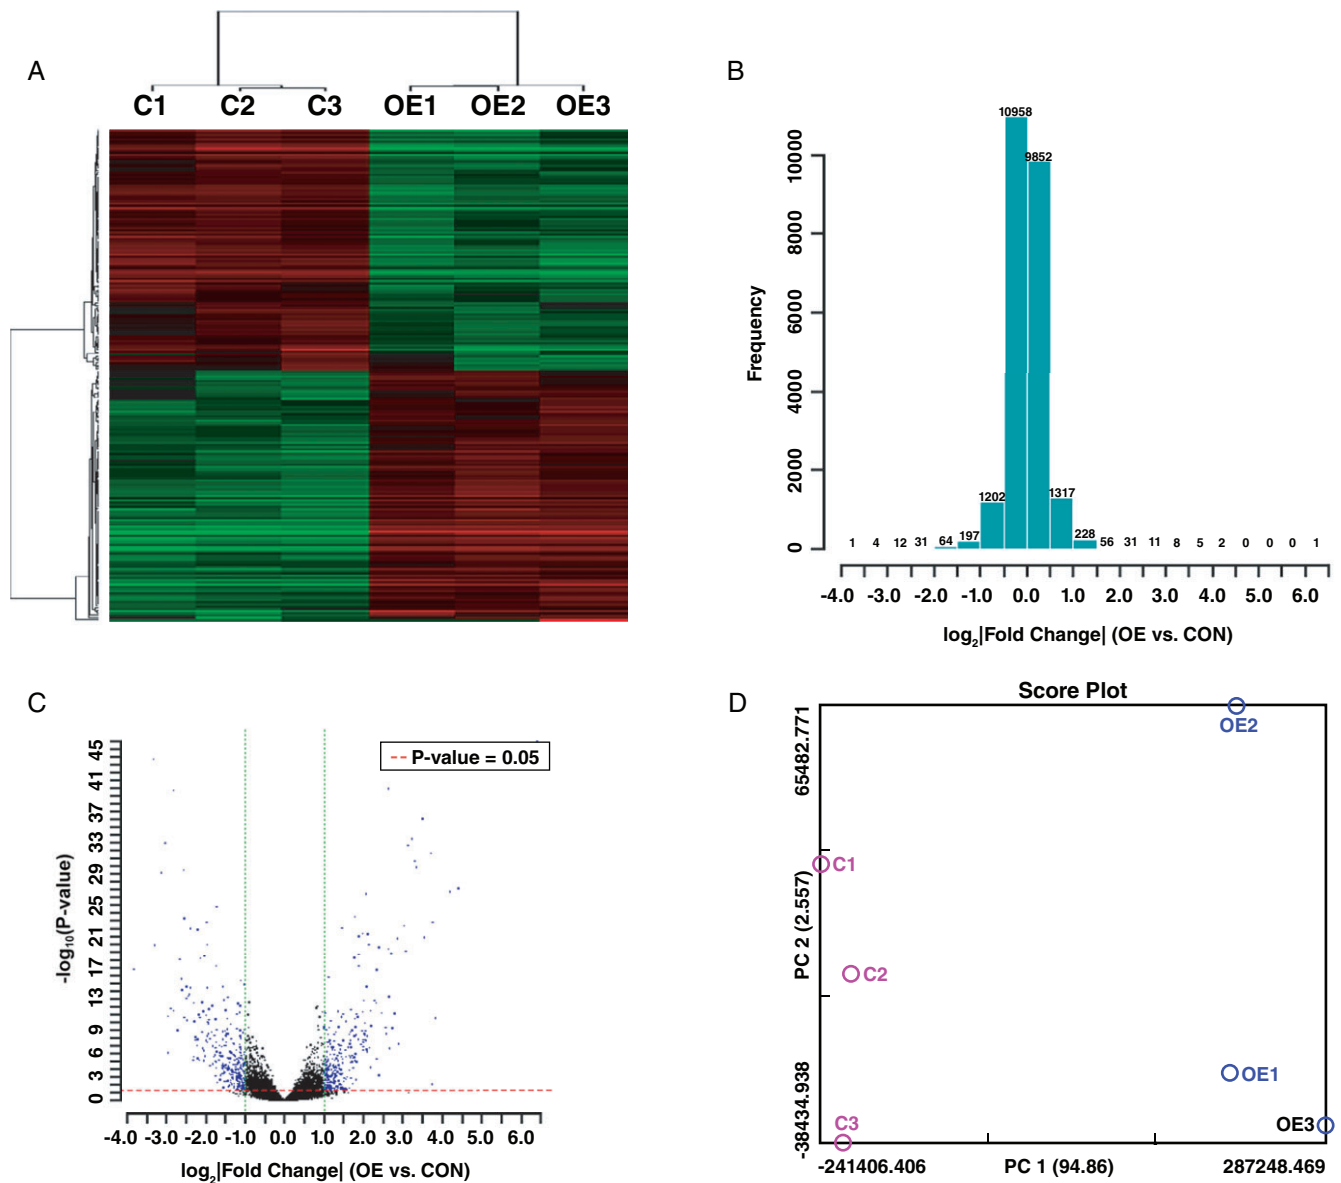 A
C1 C2 C3 OE1 OE2 OE3
B
Frequency
10000
8000
6000
4000
2000
0
1 4 12 31 64 197 1202 10958 9852 1317 228 56 31 11 8 5 2 0 0 0 1
-4.0 -3.0 -2.0 -1.0 0.0 1.0 2.0 3.0 4.0 5.0 6.0
log2|Fold Change| (OE vs. CON)
C
-log10(P-value)
45
41
37
33
29
25
21
17
13
9
6
3
0
P-value = 0.05
-4.0 -3.0 -2.0 -1.0 0.0 1.0 2.0 3.0 4.0 5.0 6.0
log2|Fold Change| (OE vs. CON)
D
Score Plot
65482.771
PC 2 (2.557)
-38434.938
OE2
C1
C2
OE1
C3
OE3
-241406.406 PC 1 (94.86) 287248.469